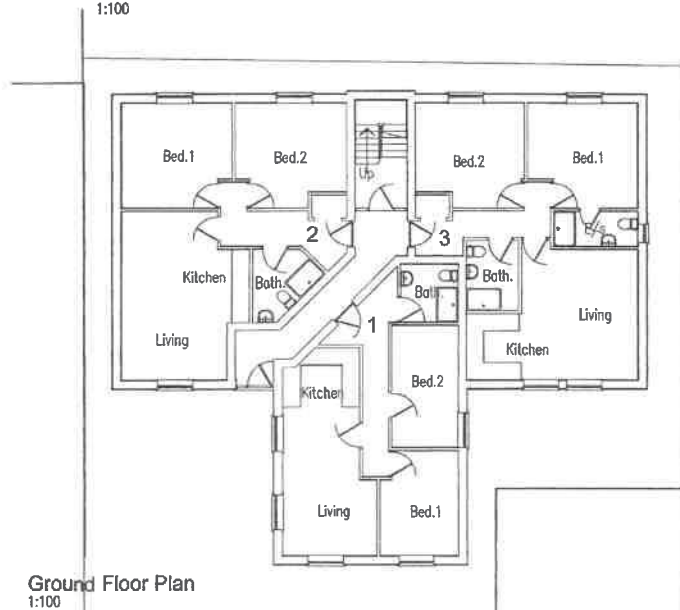 1:100
Bed.1
Bed.2
Bed.2
Bed.1
Up
2
3
E/s
Kitchen
Bath.
Bath.
Bath.
Living
1
Living
Kitchen
Kitchen
Bed.2
Living
Bed.1
Ground Floor Plan
1:100